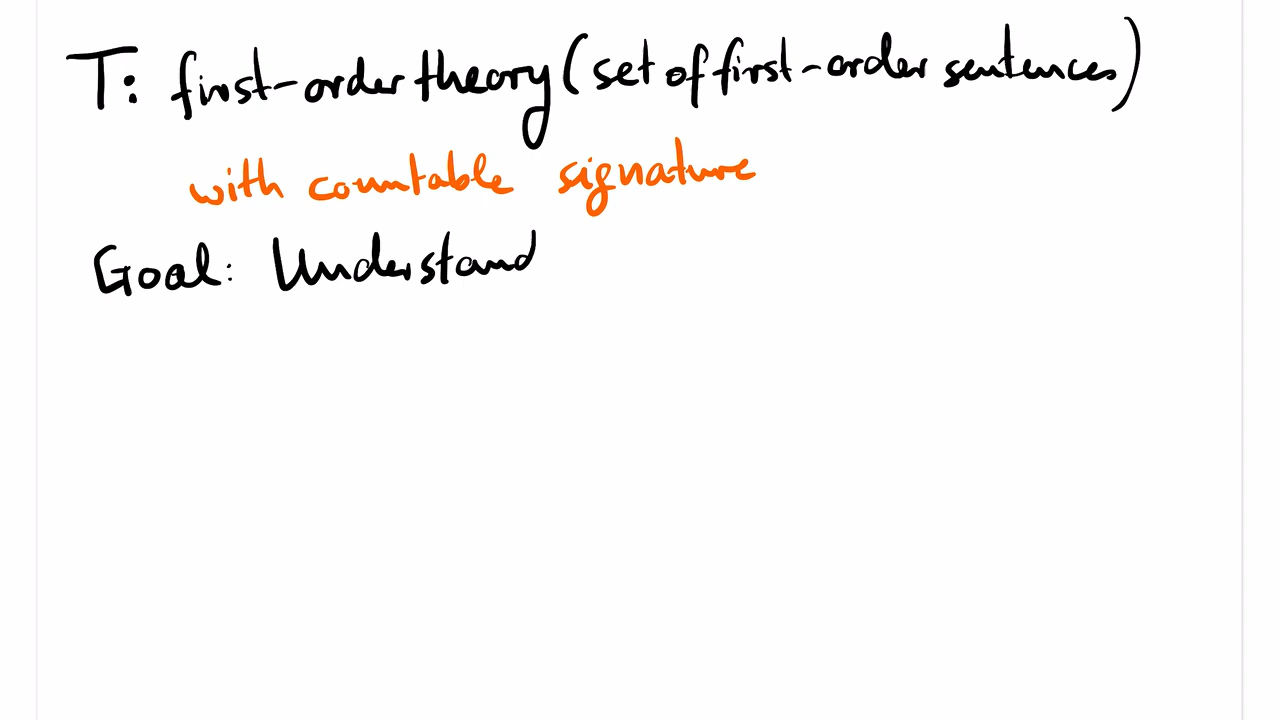 T: first-order theory (set of first-order sentences)
with countable signature
Goal: Understand